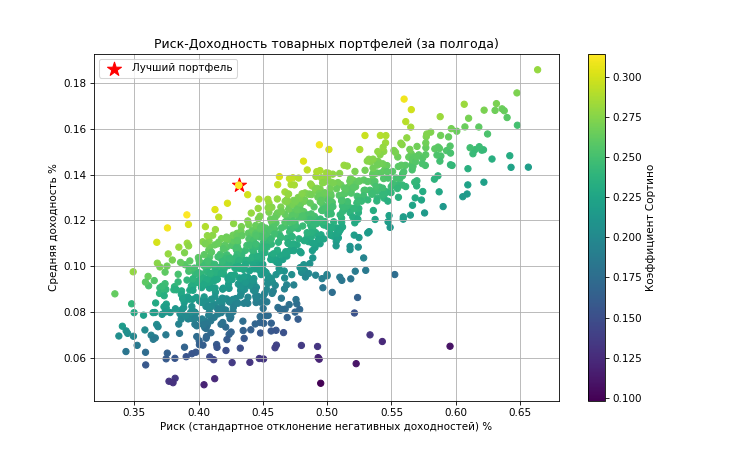 Риск-Доходность товарных портфелей (за полгода)
Лучший портфель
Средняя доходность %
0.18
0.16
0.14
0.12
0.10
0.08
0.06
0.35 0.40 0.45 0.50 0.55 0.60 0.65
Риск (стандартное отклонение негативных доходностей) %
0.300
0.275
0.250
0.225
0.200
0.175
0.150
0.125
0.100
Коэффициент Сортино